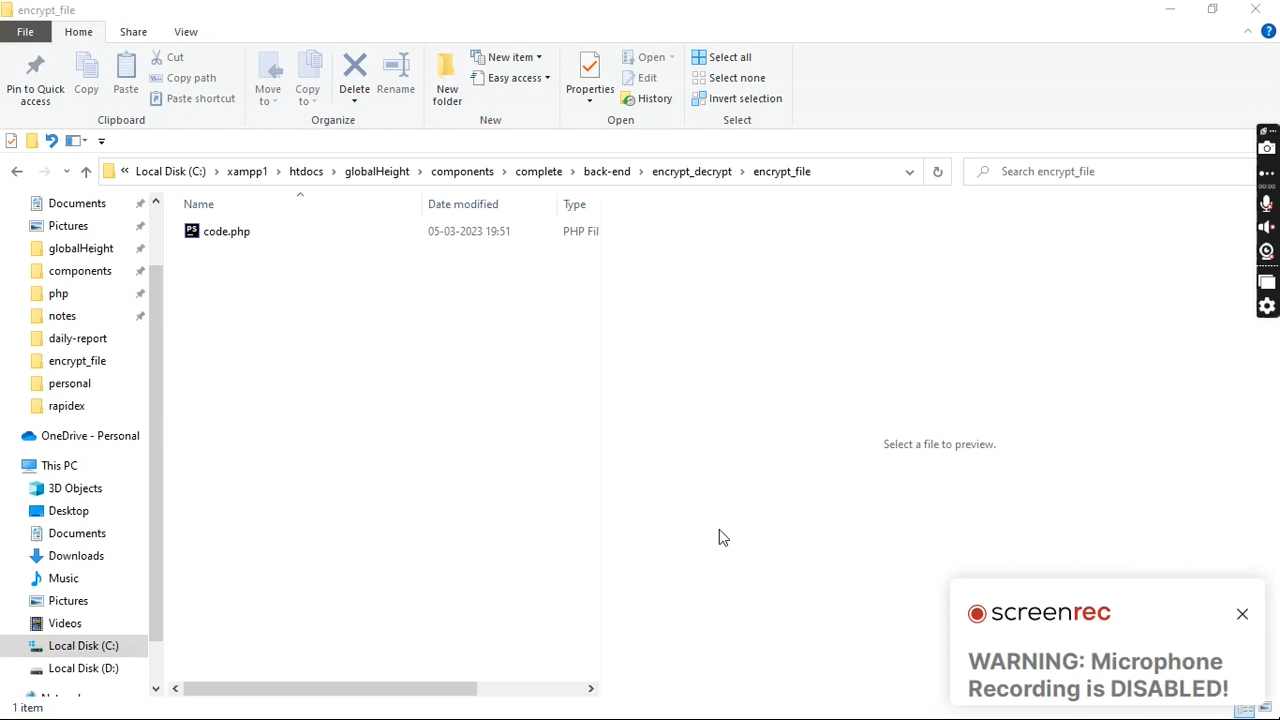 encrypt_file
File Home Share View
Pin to Quick access
Copy
Paste
Cut
Copy path
Paste shortcut
Clipboard
Move to
Copy to
Delete
Rename
Organize
New folder
New item
Easy access
New
Properties
Open
Edit
History
Open
Select all
Select none
Invert selection
Select
« Local Disk (C:) › xampp1 › htdocs › globalHeight › components › complete › back-end › encrypt_decrypt › encrypt_file
Search encrypt_file
Documents
Pictures
globalHeight
components
php
notes
daily-report
encrypt_file
personal
rapidex
OneDrive - Personal
This PC
3D Objects
Desktop
Documents
Downloads
Music
Pictures
Videos
Local Disk (C:)
Local Disk (D:)
Name Date modified Type
PS code.php 05-03-2023 19:51 PHP Fil
Select a file to preview.
00:00
screenrec
WARNING: Microphone
Recording is DISABLED!
1 item